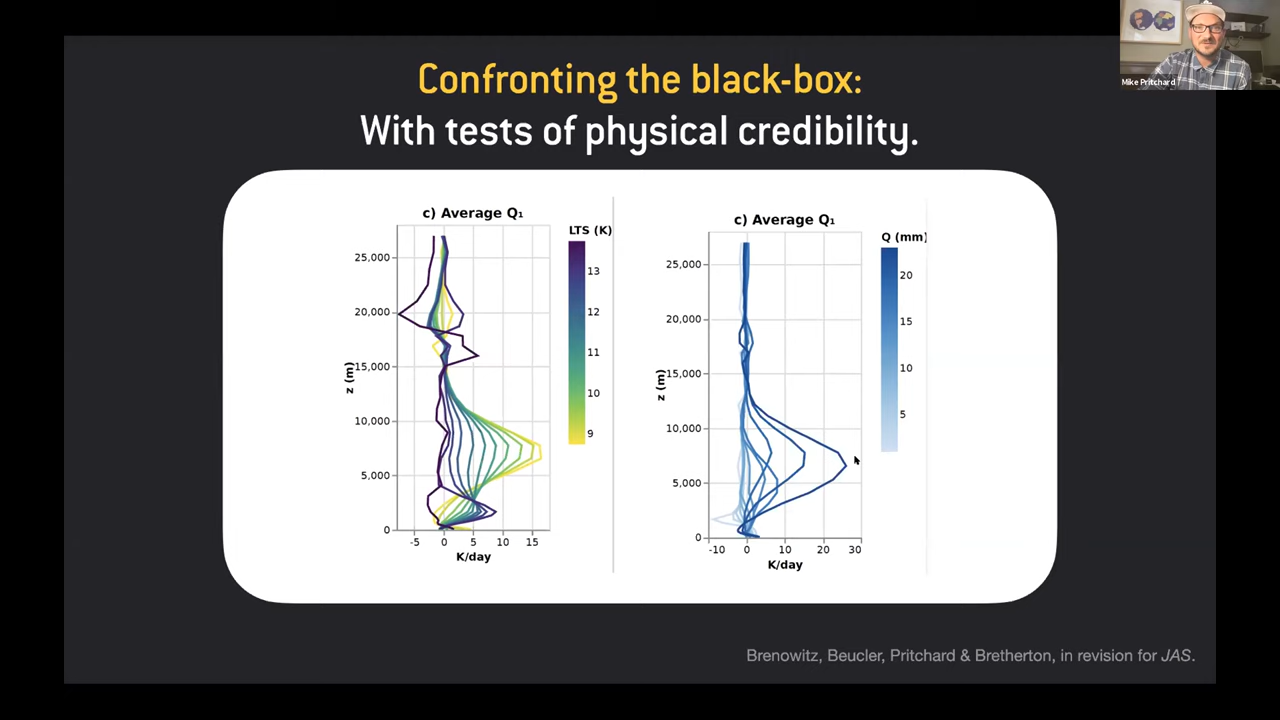 Mike Pritchard
Confronting the black-box:
With tests of physical credibility.
c) Average Q₁
LTS (K)
25,000
20,000
15,000
10,000
5,000
0
z (m)
-5 0 5 10 15
K/day
13
12
11
10
9
c) Average Q₁
Q (mm)
25,000
20,000
15,000
10,000
5,000
0
z (m)
-10 0 10 20 30
K/day
20
15
10
5
Brenowitz, Beucler, Pritchard & Bretherton, in revision for JAS.